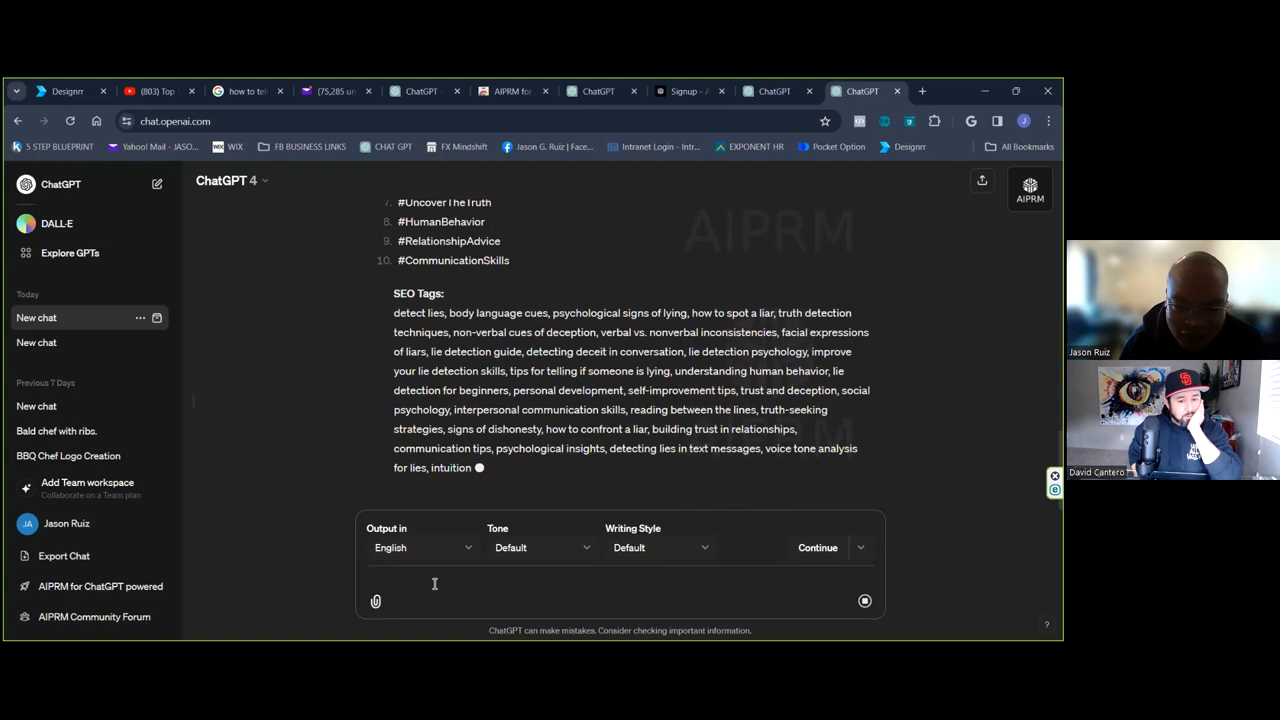 Designrr
(803) Top
how to tel
(75,285 un
ChatGPT
AIPRM for
ChatGPT
Signup - A
ChatGPT
ChatGPT
chat.openai.com
5 STEP BLUEPRINT
Yahoo! Mail - JASO...
WIX
WIX
FB BUSINESS LINKS
CHAT GPT
FX Mindshift
Jason G. Ruiz | Face...
Intranet Login - Intr...
EXPONENT HR
Pocket Option
Designrr
All Bookmarks
ChatGPT
DALL·E
Explore GPTs
Today
New chat
New chat
Previous 7 Days
New chat
Bald chef with ribs.
BBQ Chef Logo Creation
Add Team workspace
Collaborate on a Team plan
JA
Jason Ruiz
Export Chat
AIPRM for ChatGPT powered
AIPRM Community Forum
ChatGPT 4
AIPRM
AIPRM
7. #UncoverTheTruth
8. #HumanBehavior
9. #RelationshipAdvice
10. #CommunicationSkills
SEO Tags:
detect lies, body language cues, psychological signs of lying, how to spot a liar, truth detection
techniques, non-verbal cues of deception, verbal vs. nonverbal inconsistencies, facial expressions
of liars, lie detection guide, detecting deceit in conversation, lie detection psychology, improve
your lie detection skills, tips for telling if someone is lying, understanding human behavior, lie
detection for beginners, personal development, self-improvement tips, trust and deception, social
psychology, interpersonal communication skills, reading between the lines, truth-seeking
strategies, signs of dishonesty, how to confront a liar, building trust in relationships,
communication tips, psychological insights, detecting lies in text messages, voice tone analysis
for lies, intuition
Output in
Tone
Writing Style
English
Default
Default
Continue
ChatGPT can make mistakes. Consider checking important information.
?
Jason Ruiz
David Cantero